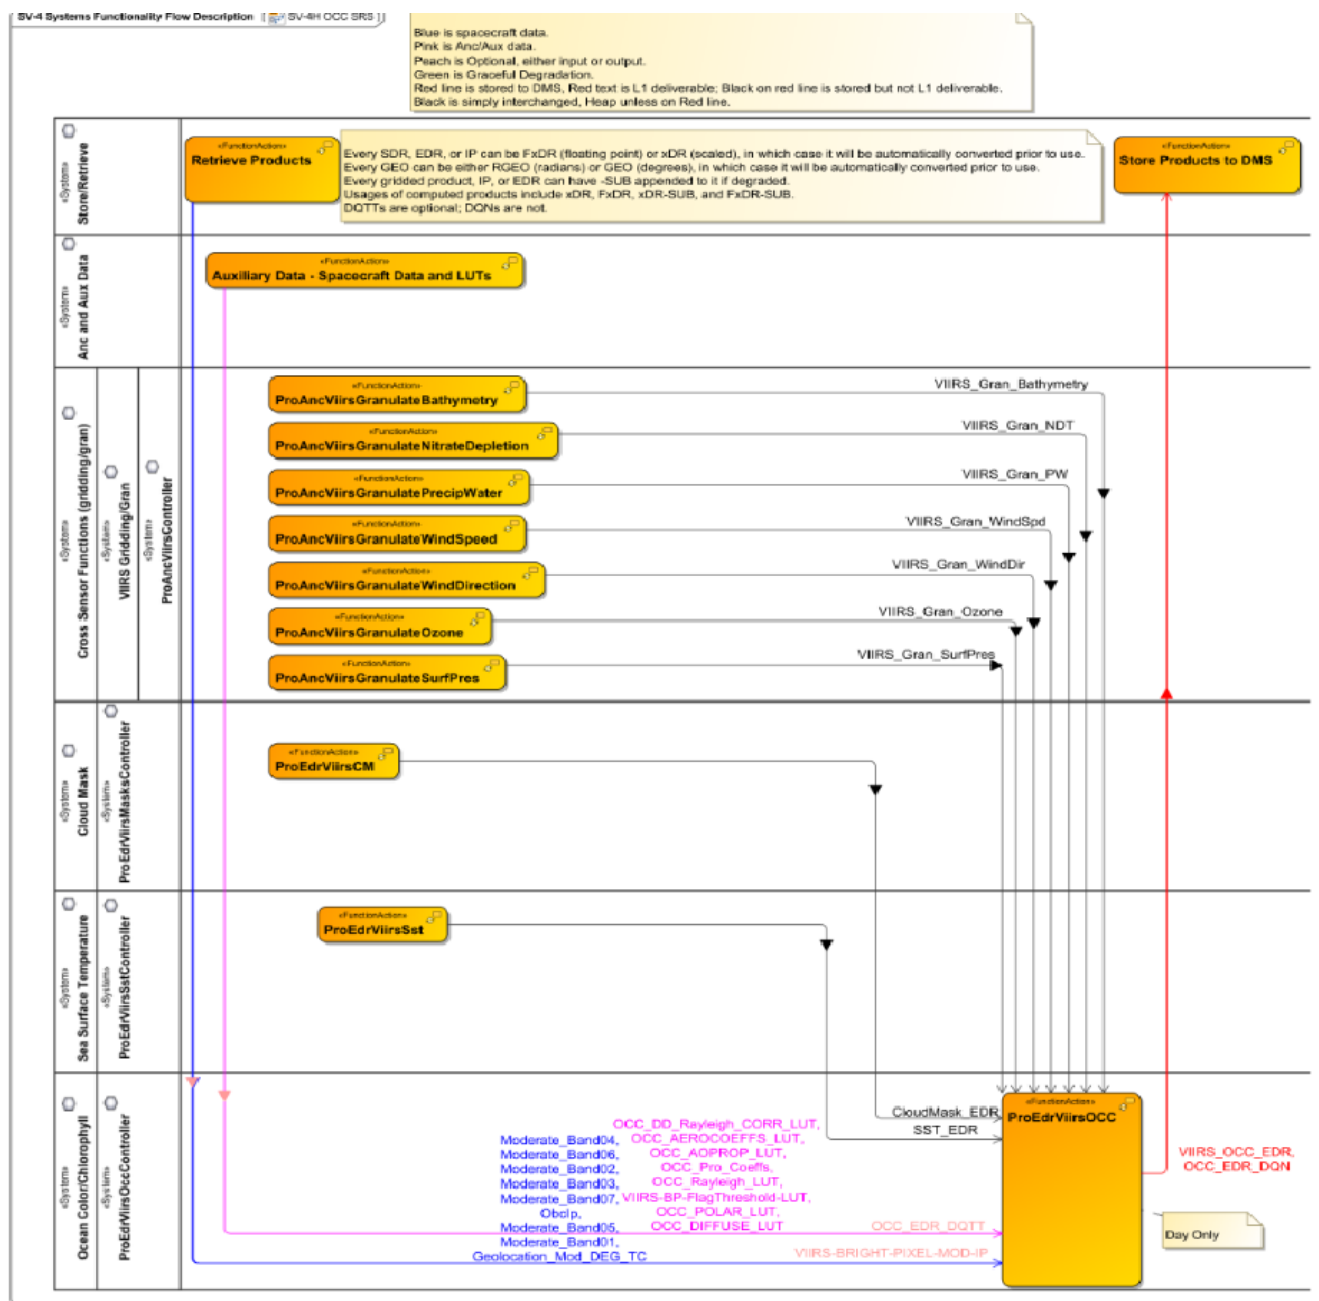 SV-4 Systems Functionality Flow Description [ SV-4H OCC SRS ]
Blue is spacecraft data.
Pink is Anc/Aux data.
Peach is Optional, either input or output.
Green is Graceful Degradation.
Red line is stored to DMS, Red text is L1 deliverable; Black on red line is stored but not L1 deliverable.
Black is simply interchanged, Heap unless on Red line.
«System»
Store/Retrieve
«FunctionAction»
Retrieve Products
Every SDR, EDR, or IP can be FxDR (floating point) or xDR (scaled), in which case it will be automatically converted prior to use.
Every GEO can be either RGEO (radians) or GEO (degrees), in which case it will be automatically converted prior to use.
Every gridded product, IP, or IEDR can have -SUB appended to it if degraded.
Usages of computed products include xDR, FxDR, xDR-SUB, and FxDR-SUB.
DQTTs are optional; DQNs are not.
«FunctionAction»
Store Products to DMS
«System»
Anc and Aux Data
«FunctionAction»
Auxiliary Data - Spacecraft Data and LUTs
«System»
Cross Sensor Functions (gridding/gran)
«System»
VIIRS Gridding/Gran
«System»
ProAncViirsController
«FunctionAction»
ProAncViirsGranulateBathymetry
VIIRS_Gran_Bathymetry
«FunctionAction»
ProAncViirsGranulateNitrateDepletion
VIIRS_Gran_NDT
«FunctionAction»
ProAncViirsGranulatePrecipWater
VIIRS_Gran_PW
«FunctionAction»
ProAncViirsGranulateWindSpeed
VIIRS_Gran_WindSpd
«FunctionAction»
ProAncViirsGranulateWindDirection
VIIRS_Gran_WindDir
«FunctionAction»
ProAncViirsGranulateOzone
VIIRS_Gran_Ozone
«FunctionAction»
ProAncViirsGranulateSurfPres
VIIRS_Gran_SurfPres
«System»
Cloud Mask
«System»
ProEdrViirsMasksController
«FunctionAction»
ProEdrViirsCM
«System»
Sea Surface Temperature
«System»
ProEdrViirsSstController
«FunctionAction»
ProEdrViirsSst
«System»
Ocean Color/Chlorophyll
«System»
ProEdrViirsOccController
«FunctionAction»
ProEdrViirsOCC
CloudMask_EDR
SST_EDR
OCC_DD_Rayleigh_CORR_LUT,
Moderate_Band04, OCC_AEROCOEFFS_LUT,
Moderate_Band06, OCC_AOPROP_LUT,
Moderate_Band02, OCC_Pro_Coeffs,
Moderate_Band03, OCC_Rayleigh_LUT,
Moderate_Band07, VIIRS-BP-FlagThreshold-LUT,
ObcIp, OCC_POLAR_LUT,
Moderate_Band05, OCC_DIFFUSE_LUT
OCC_EDR_DQTT
Moderate_Band01,
Geolocation_Mod_DEG_TC
VIIRS-BRIGHT-PIXEL-MOD-IP
VIIRS_OCC_EDR,
OCC_EDR_DQN
Day Only